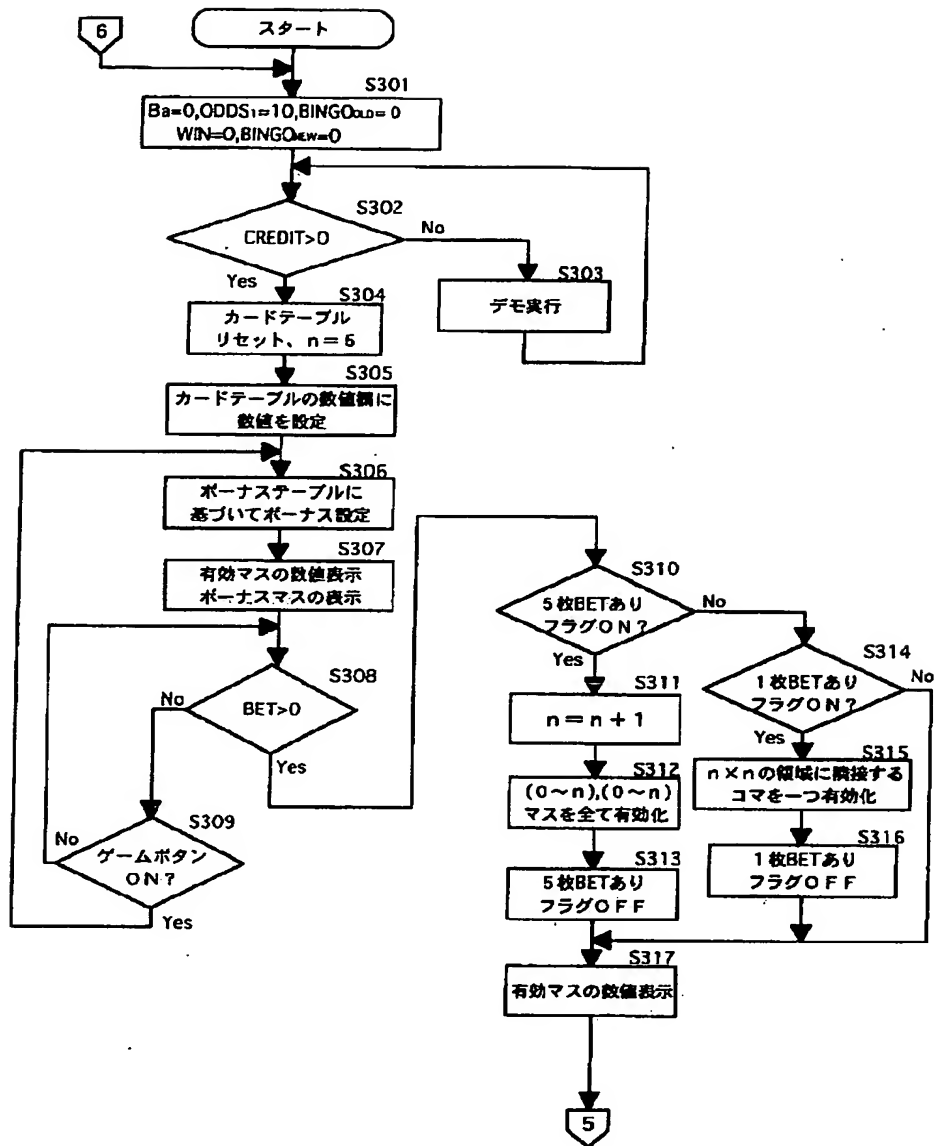 6
スタート
S301
Ba=0,ODDS1=10,BINGOOLD=0
WIN=0,BINGONEW=0
S302
CREDIT>0
No
Yes
S303
デモ実行
S304
カードテーブル
リセット、n=5
S305
カードテーブルの数値欄に
数値を設定
S306
ボーナステーブルに
基づいてボーナス設定
S307
有効マスの数値表示
ボーナスマスの表示
S308
BET>0
No
Yes
S309
ゲームボタン
ON?
No
Yes
S310
5枚BETあり
フラグON?
No
Yes
S311
n=n+1
S312
(0~n),(0~n)
マスを全て有効化
S313
5枚BETあり
フラグOFF
S314
1枚BETあり
フラグON?
No
Yes
S315
n×nの領域に隣接する
コマを一つ有効化
S316
1枚BETあり
フラグOFF
S317
有効マスの数値表示
5